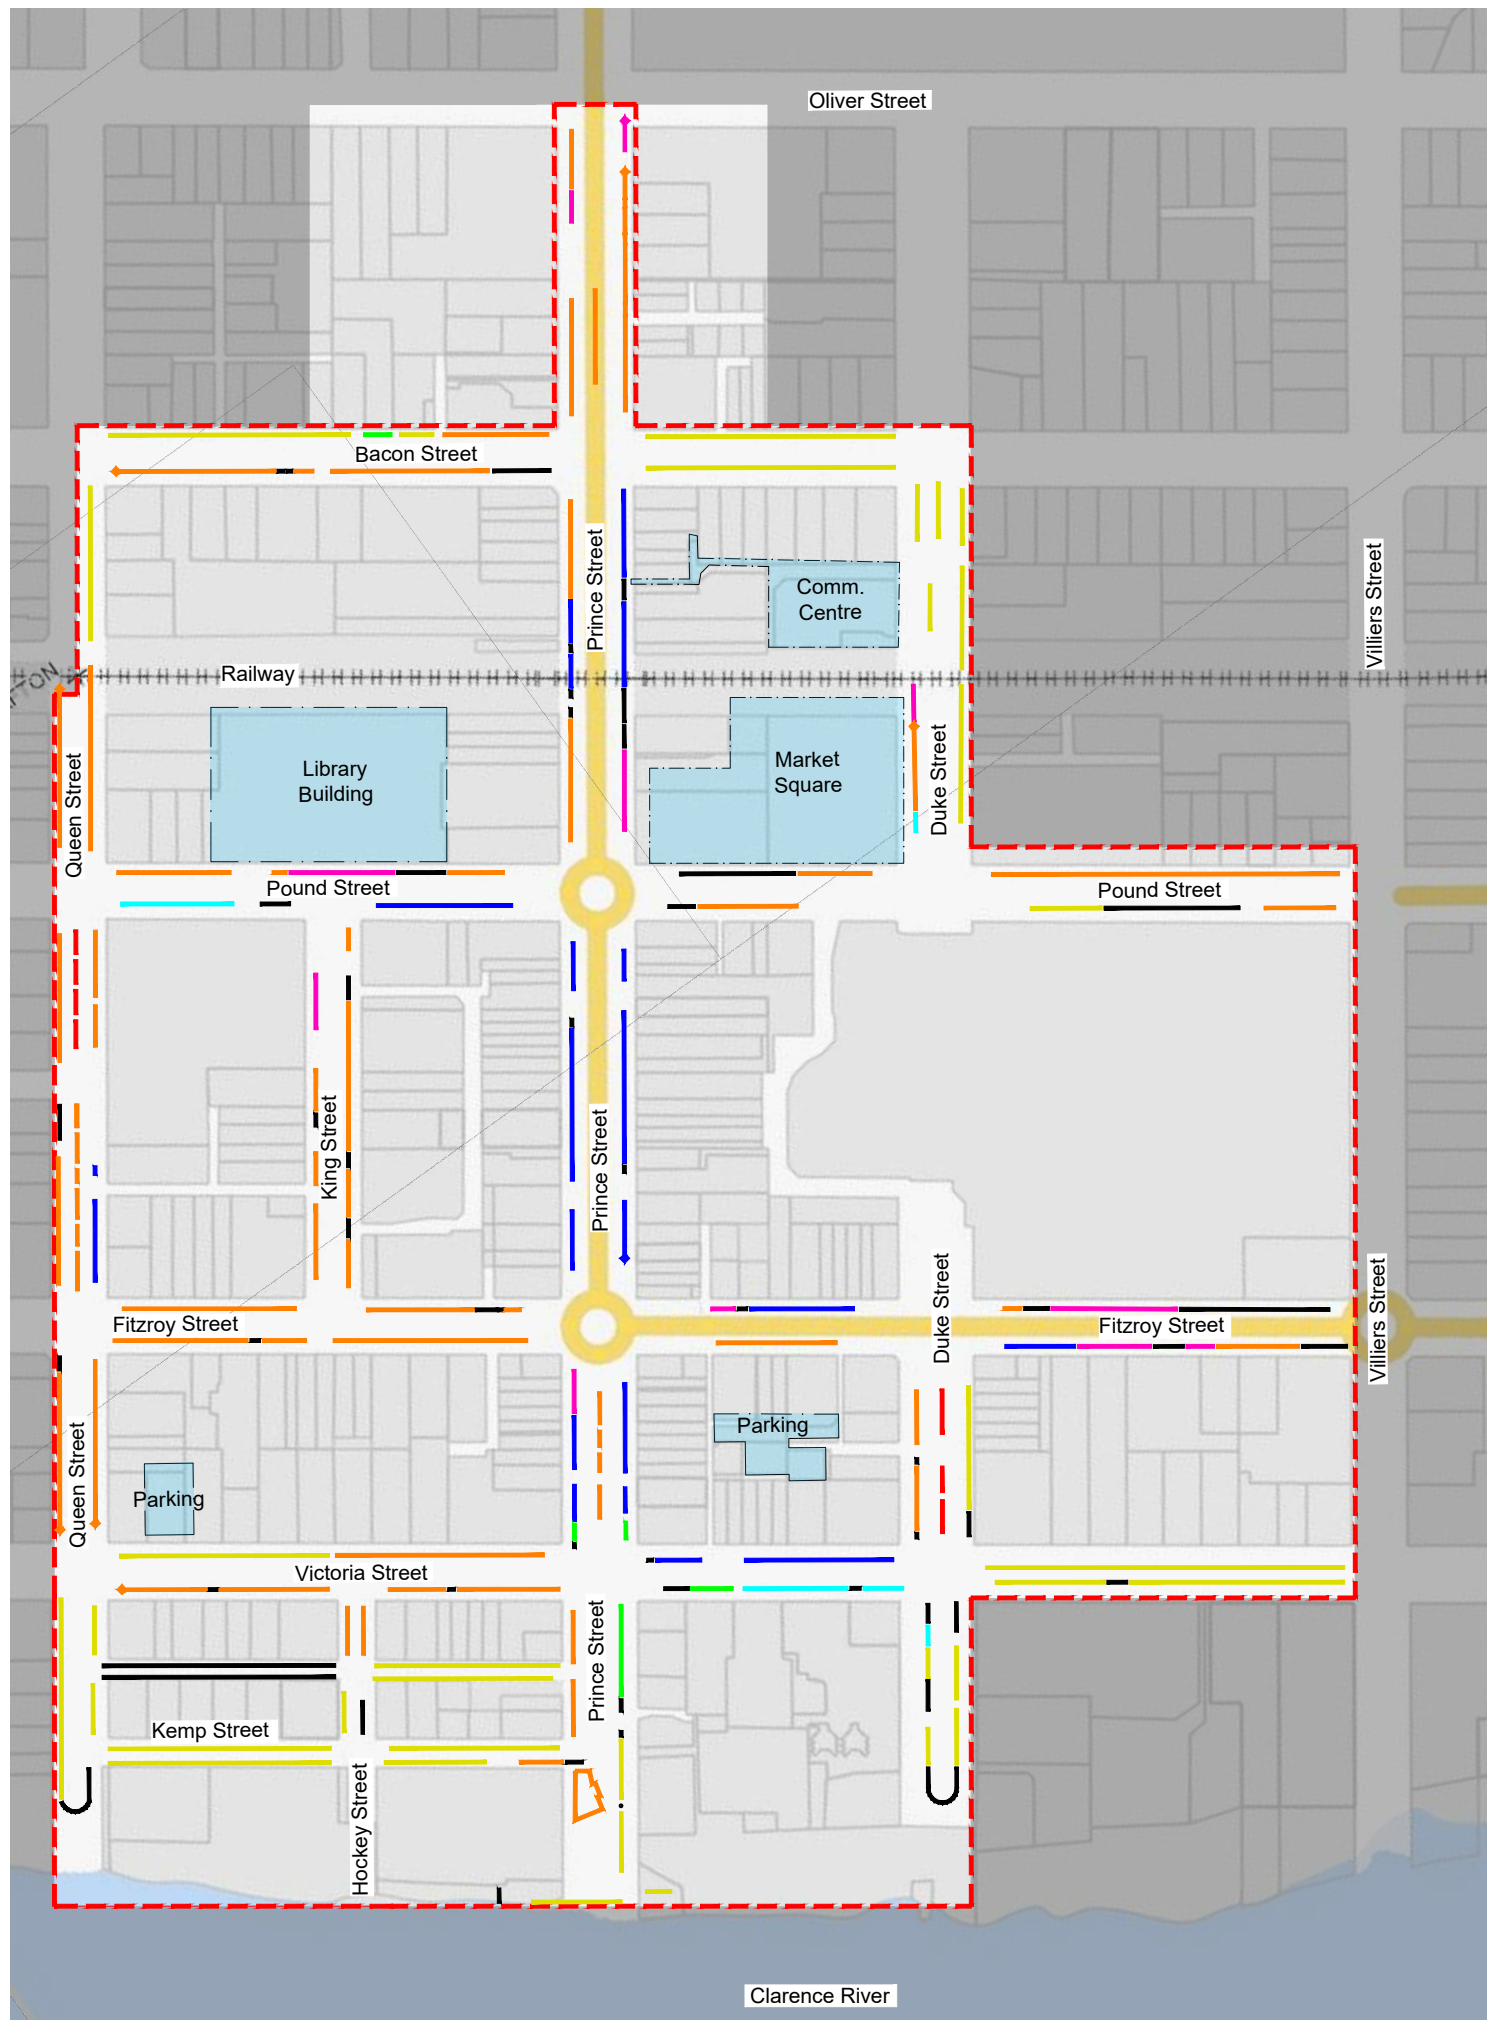 Oliver Street
Bacon Street
Prince Street
Comm.
Centre
Villiers Street
Railway
Library
Building
Market
Square
Queen Street
Duke Street
Pound Street
Pound Street
King Street
Prince Street
Duke Street
Villiers Street
Fitzroy Street
Fitzroy Street
Queen Street
Parking
Parking
Victoria Street
Prince Street
Kemp Street
Hockey Street
Clarence River